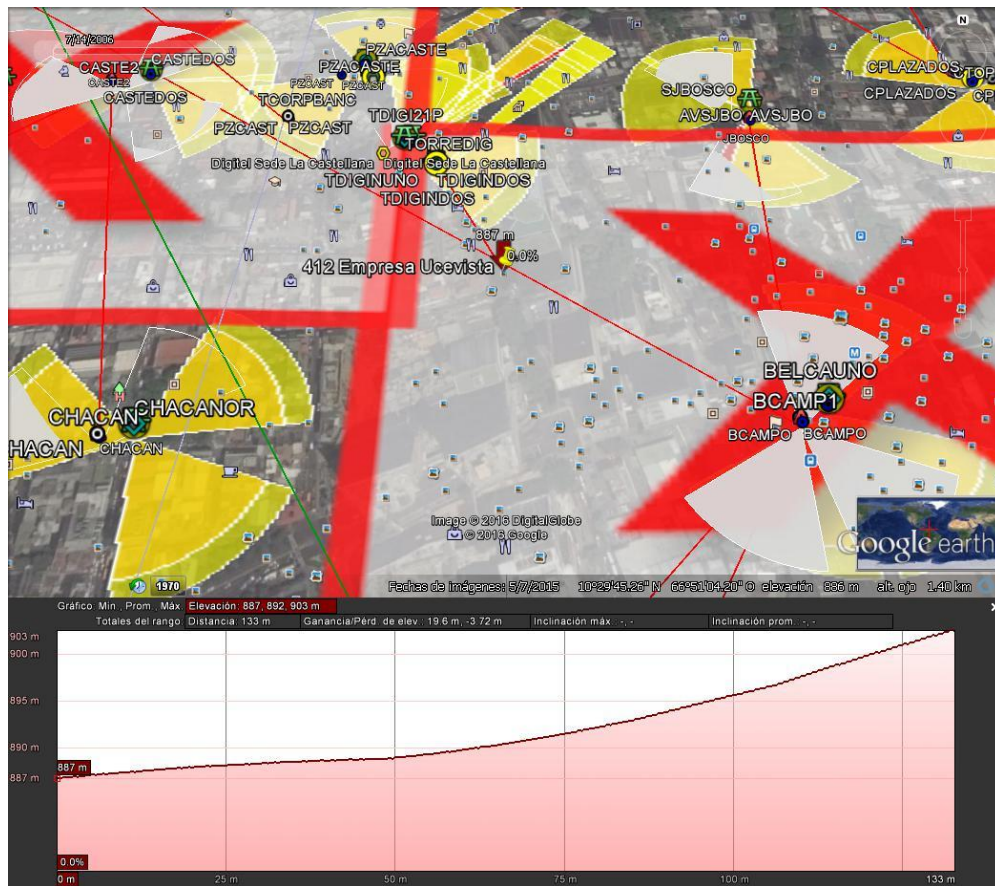 N
7/14/2006
PZACASTE
CASTEDOS
CASTE2
CPLAZADOS
PZACASTE
CASTE2
PZCAST PZCAST
SJBOSCO
CPLAZADOS
CASTEDOS
TCORPBANC
TDIGI21P
AVSJBO AVSJBO
PZCAST PZCAST
JBOSCO
TORREDIG
Digitel Sede La Castellana Digitel Sede La Castellana
TDIGINUNO TDIGINDOS
TDIGINDOS
887 m
0.0%
412 Empresa Ucevista
M
BELCAUNO
BCAMP1
CHACAN CHACANOR
BCAMPO BCAMPO
CHACAN CHACAN
Image © 2016 DigitalGlobe
© 2016 Google
Google earth
1970
Fechas de imágenes: 5/7/2015 10°29'45.26" N 66°51'04.20" O elevación 886 m alt. ojo 1.40 km
Gráfico: Mín., Prom., Máx. Elevación: 887, 892, 903 m
Totales del rango Distancia: 133 m Ganancia/Pérd. de elev.: 19.6 m, -3.72 m Inclinación máx. -,- Inclinación prom. -,-
903 m
900 m
895 m
890 m
887 m
887 m
0.0%
0 m 25 m 50 m 75 m 100 m 133 m